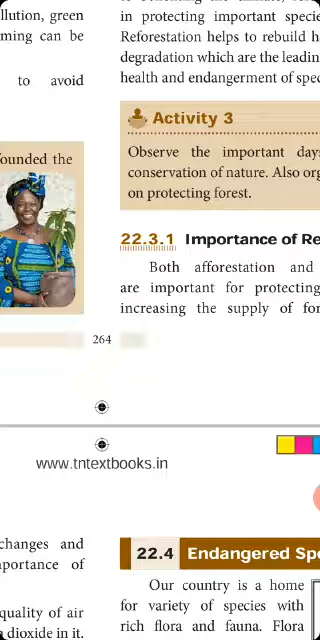 llution, green
ming can be
to avoid
ounded the
in protecting important specie
Reforestation helps to rebuild h
degradation which are the leadin
health and endangerment of spec
Activity 3
Observe the important days
conservation of nature. Also org
on protecting forest.
22.3.1 Importance of Re
Both afforestation and
are important for protecting
increasing the supply of for
264
www.tntextbooks.in
changes and
portance of
quality of air
dioxide in it.
22.4 Endangered Spe
Our country is a home
for variety of species with
rich flora and fauna. Flora